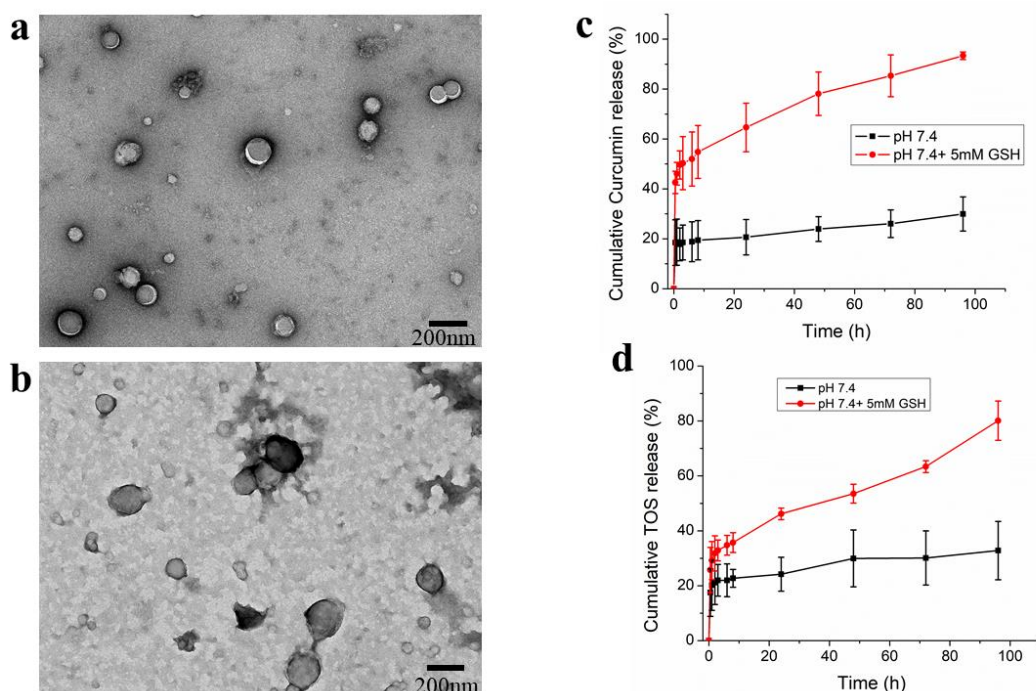 a
200nm
b
200nm
c
Cumulative Curcumin release (%)
100
80
60
40
20
0
pH 7.4
pH 7.4+ 5mM GSH
0 20 40 60 80 100
Time (h)
d
Cumulative TOS release (%)
100
80
60
40
20
0
pH 7.4
pH 7.4+ 5mM GSH
0 20 40 60 80 100
Time (h)